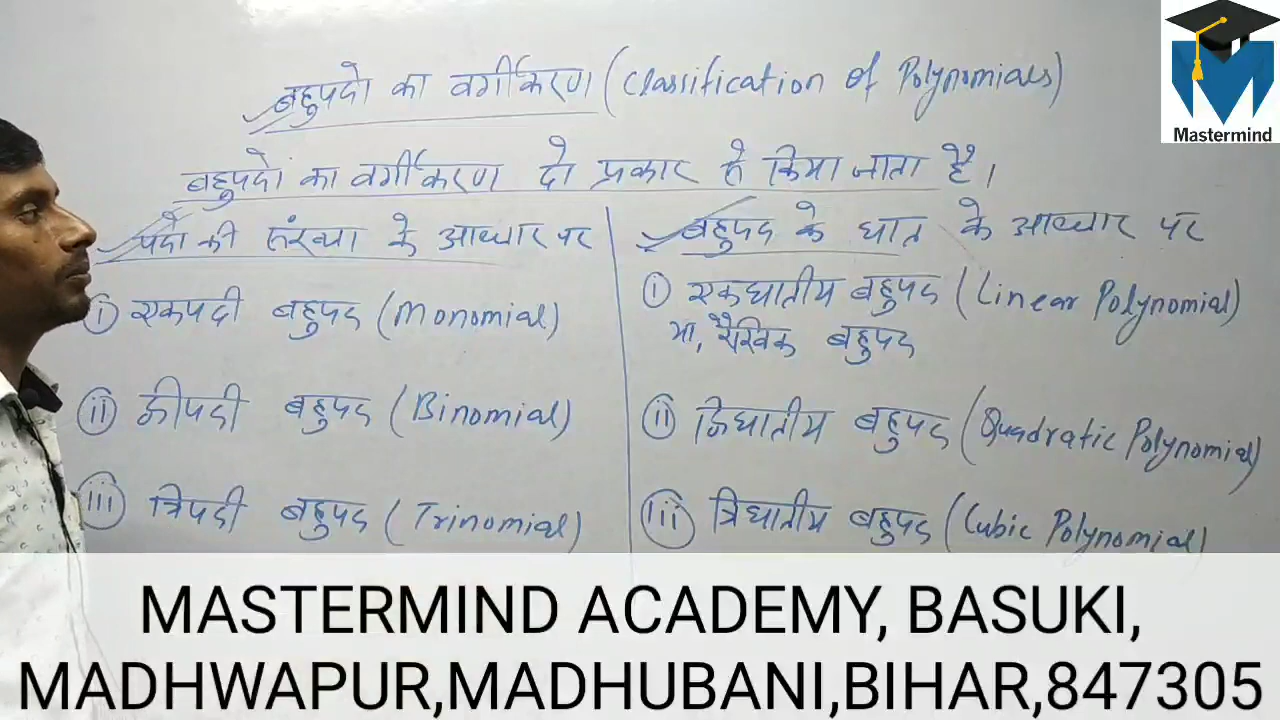 बहुपदों का वर्गीकरण (Classification of Polynomials)
Mastermind
बहुपदों का वर्गीकरण दो प्रकार से किया जाता है।
पदों की संख्या के आधार पर
① एकपदी बहुपद (Monomial)
ⅱ द्वीपदी बहुपद (Binomial)
ⅲ त्रिपदी बहुपद (Trinomial)
बहुपद के घात के आधार पर
① एकघातीय बहुपद (Linear Polynomial)
या, रैखिक बहुपद
ⅱ द्विघातीय बहुपद (Quadratic Polynomial)
ⅲ त्रिघातीय बहुपद (Cubic Polynomial)
MASTERMIND ACADEMY, BASUKI,
MADHWAPUR,MADHUBANI,BIHAR,847305